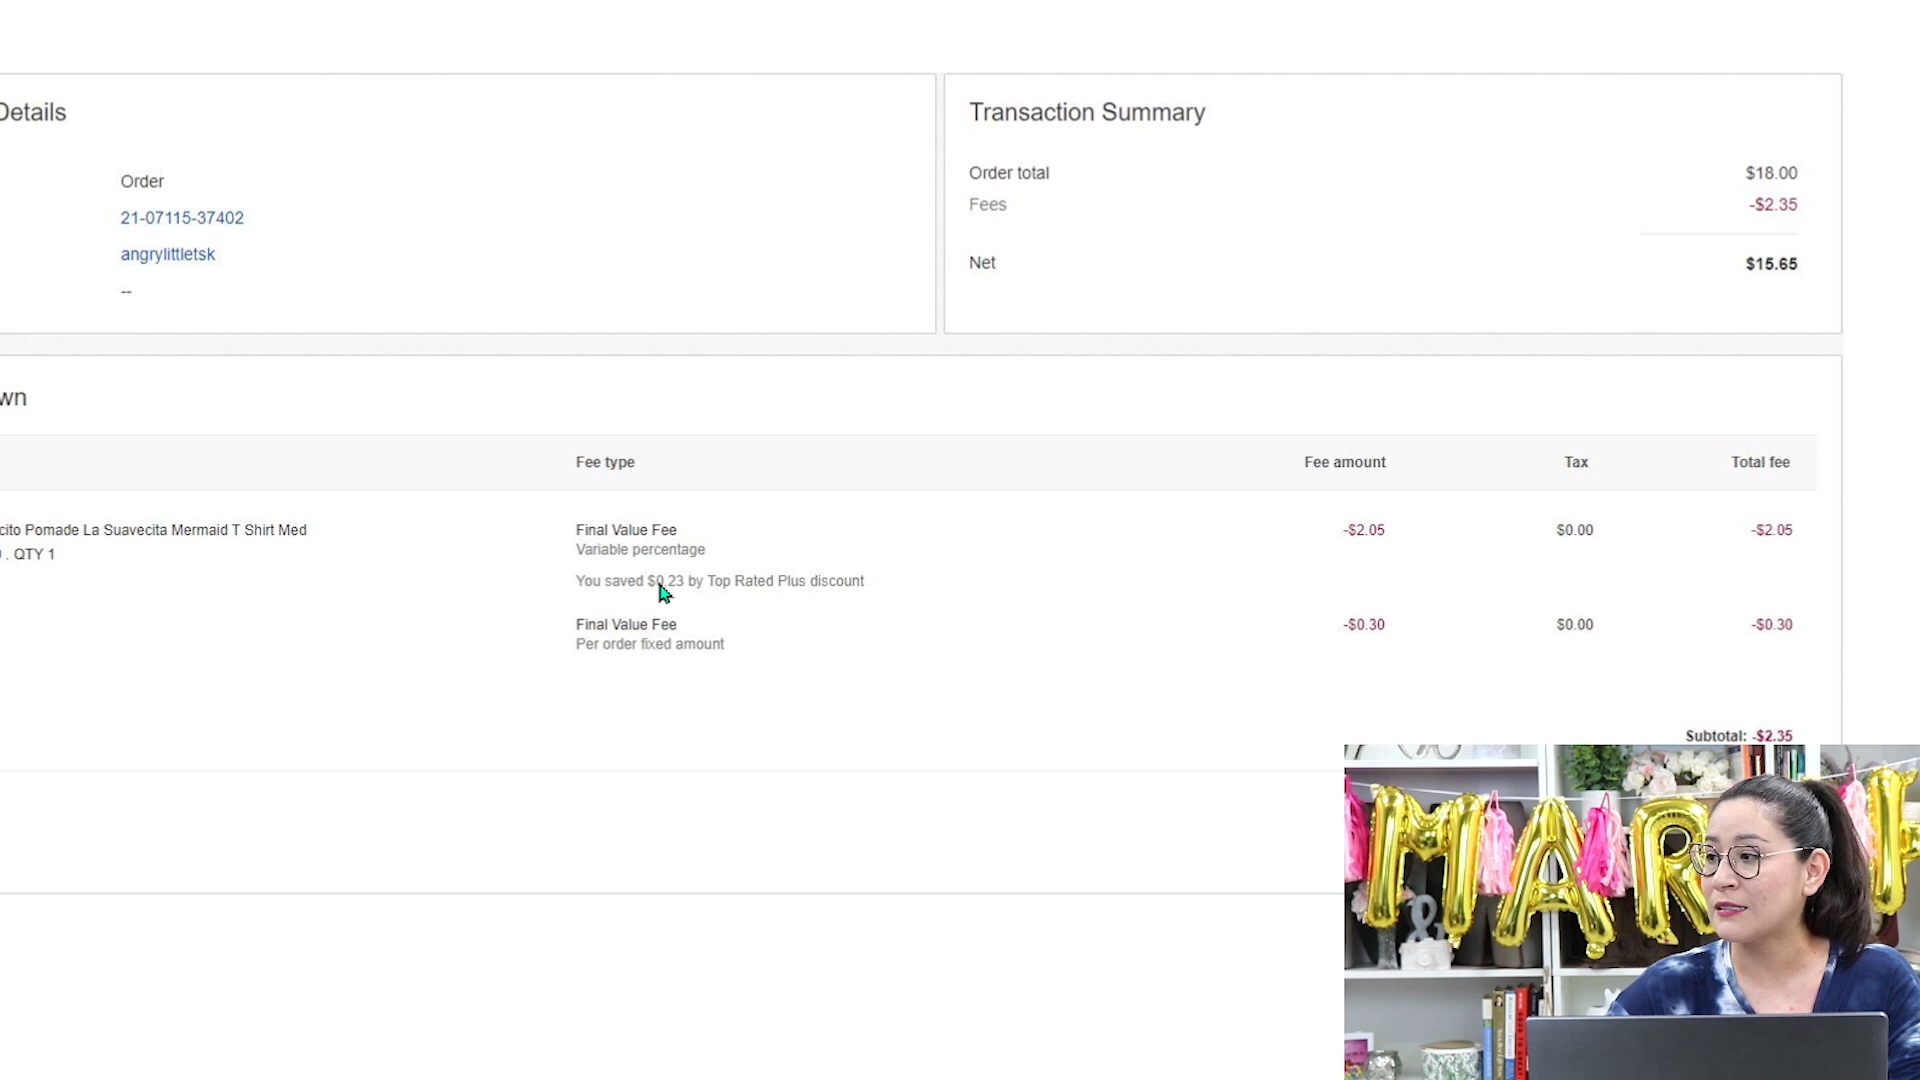 Details
Order
21-07115-37402
angrylittletsk
--
Transaction Summary
Order total $18.00
Fees -$2.35
Net $15.65
wn
Fee type Fee amount Tax Total fee
cito Pomade La Suavecita Mermaid T Shirt Med
. QTY 1
Final Value Fee -$2.05 $0.00 -$2.05
Variable percentage
You saved $0.23 by Top Rated Plus discount
Final Value Fee -$0.30 $0.00 -$0.30
Per order fixed amount
Subtotal: -$2.35
MAR